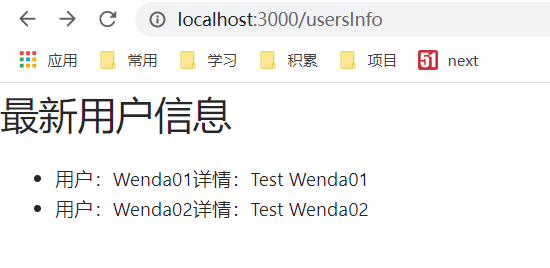 localhost:3000/usersInfo
应用 常用 学习 积累 项目 51 next
最新用户信息
用户：Wenda01详情：Test Wenda01
用户：Wenda02详情：Test Wenda02